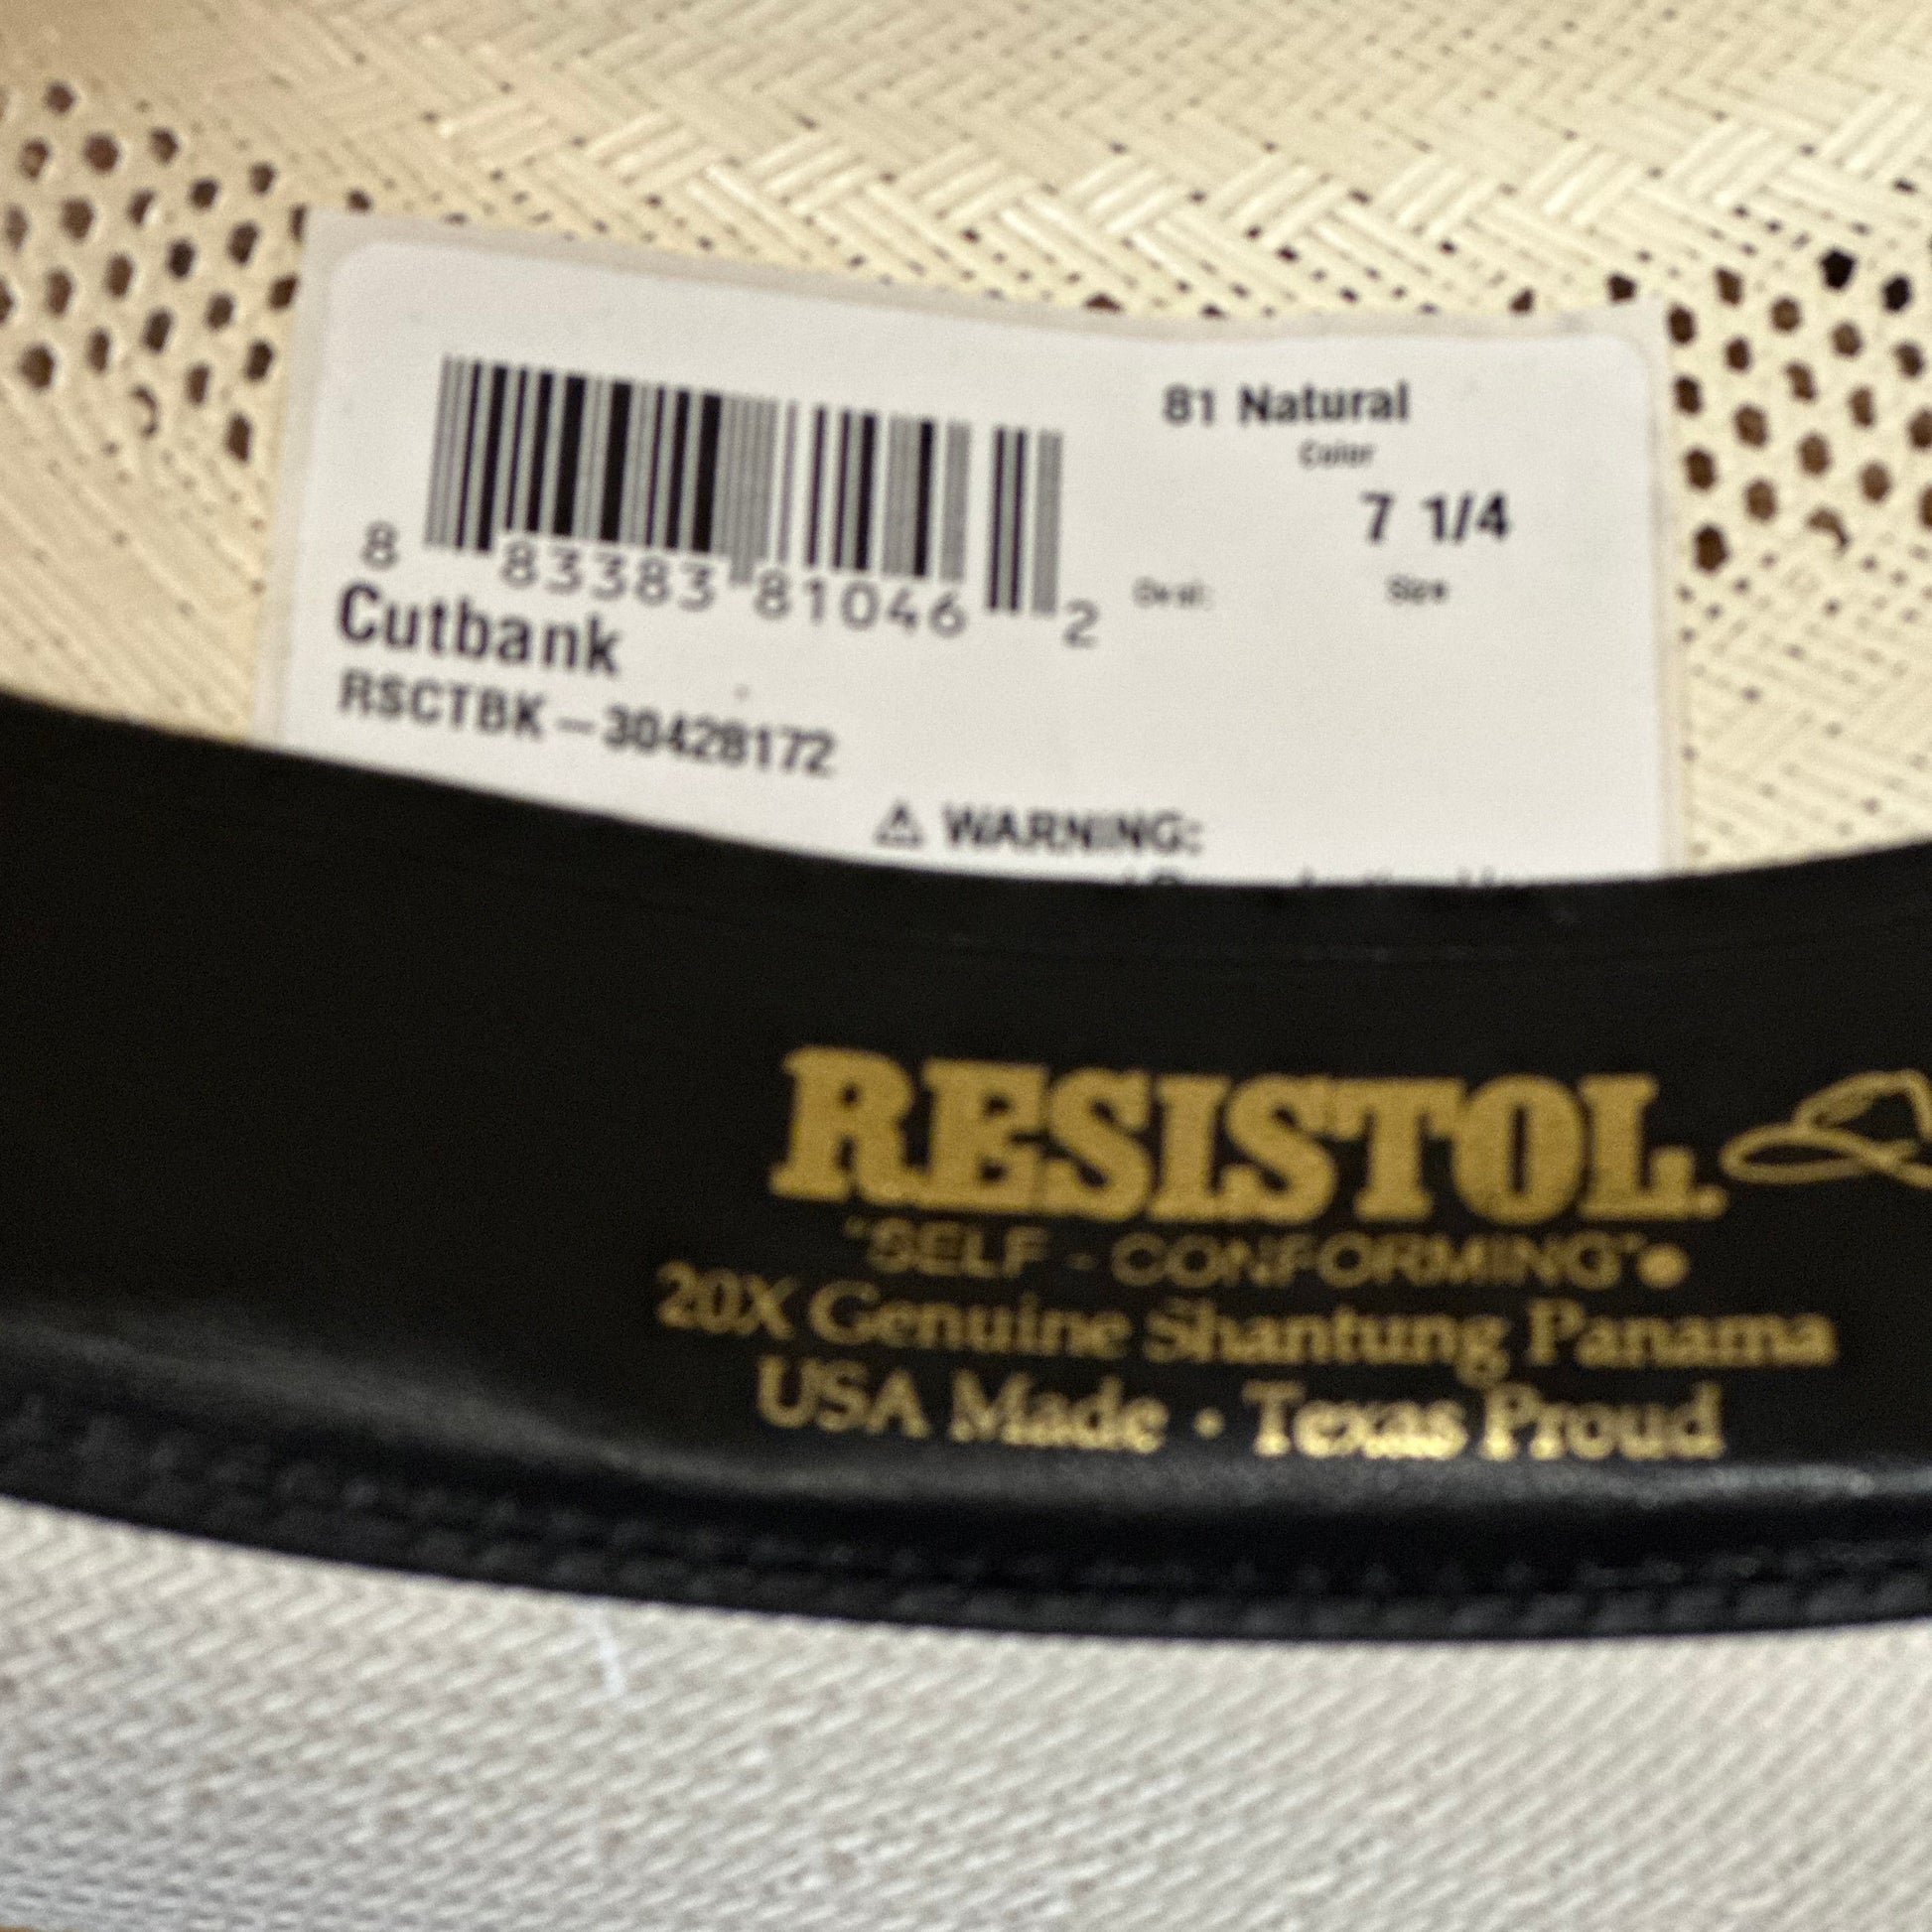 81 Natural
Color
7 1/4
Size
8 83383 81046 2
Cutbank
RSCTBK-30428172
⚠ WARNING:
RESISTOL
"SELF - CONFORMING"
20X Genuine Shantung Panama
USA Made • Texas Proud